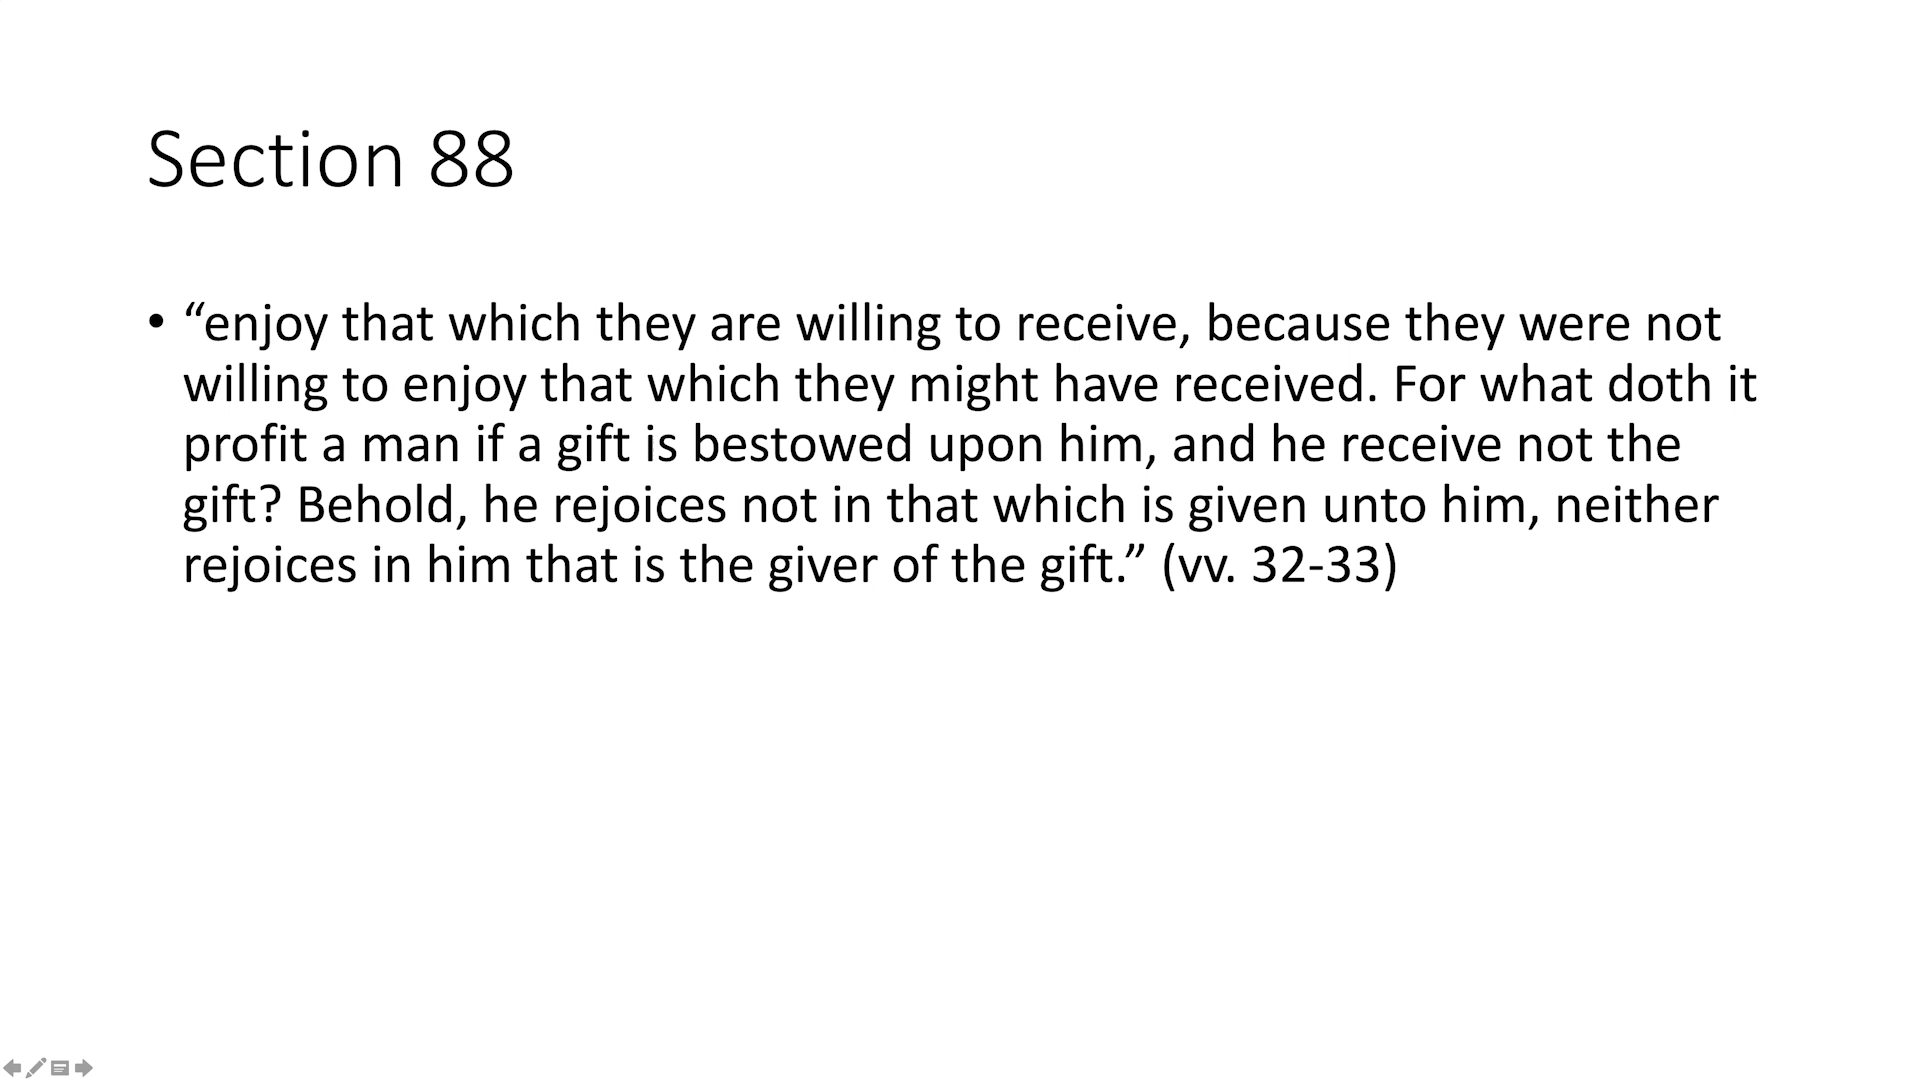 Section 88
• “enjoy that which they are willing to receive, because they were not
willing to enjoy that which they might have received. For what doth it
profit a man if a gift is bestowed upon him, and he receive not the
gift? Behold, he rejoices not in that which is given unto him, neither
rejoices in him that is the giver of the gift.” (vv. 32-33)